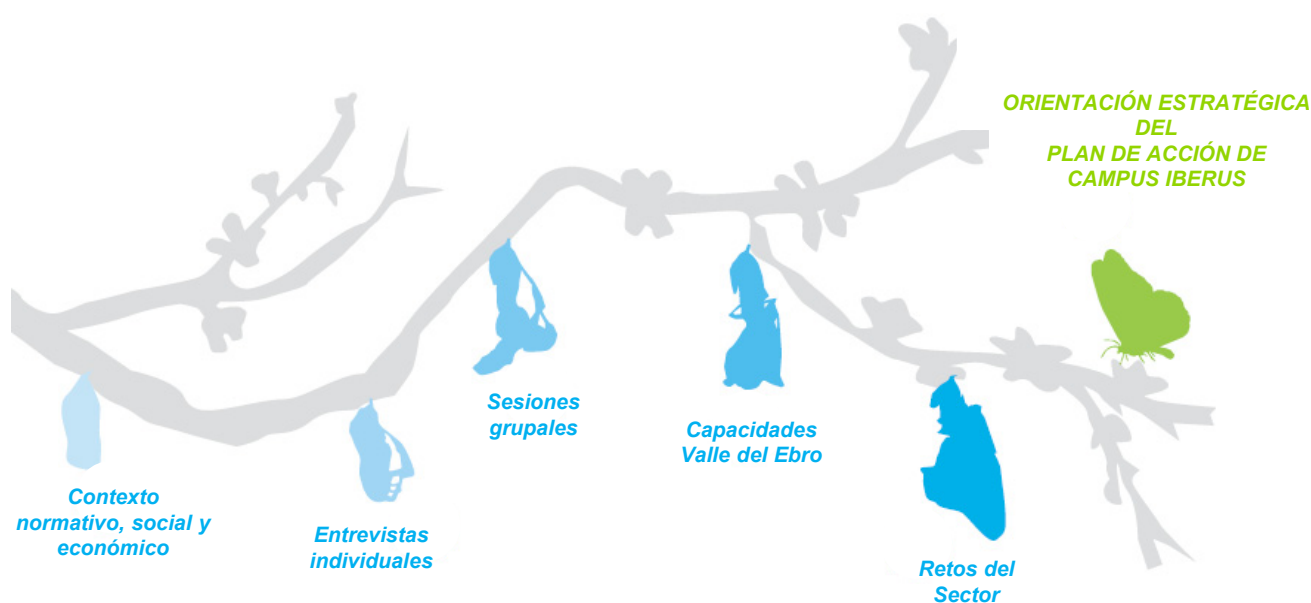 ORIENTACIÓN ESTRATÉGICA
DEL
PLAN DE ACCIÓN DE
CAMPUS IBERUS
Contexto
normativo, social y
económico
Entrevistas
individuales
Sesiones
grupales
Capacidades
Valle del Ebro
Retos del
Sector